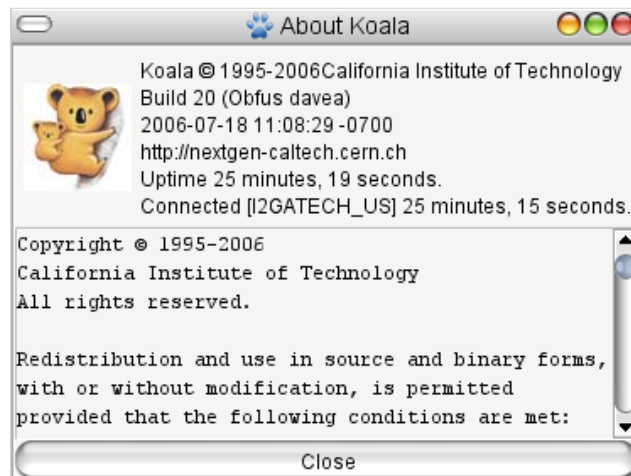 About Koala
Koala © 1995-2006California Institute of Technology
Build 20 (Obfus davea)
2006-07-18 11:08:29 -0700
http://nextgen-caltech.cern.ch
Uptime 25 minutes, 19 seconds.
Connected [I2GATECH_US] 25 minutes, 15 seconds.
Copyright © 1995-2006
California Institute of Technology
All rights reserved.
Redistribution and use in source and binary forms,
with or without modification, is permitted
provided that the following conditions are met:
Close